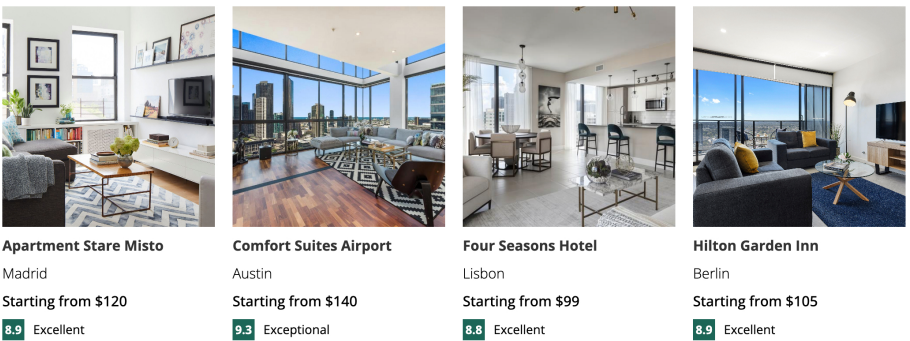 Apartment Stare Misto
Madrid
Starting from $120
8.9 Excellent
Comfort Suites Airport
Austin
Starting from $140
9.3 Exceptional
Four Seasons Hotel
Lisbon
Starting from $99
8.8 Excellent
Hilton Garden Inn
Berlin
Starting from $105
8.9 Excellent